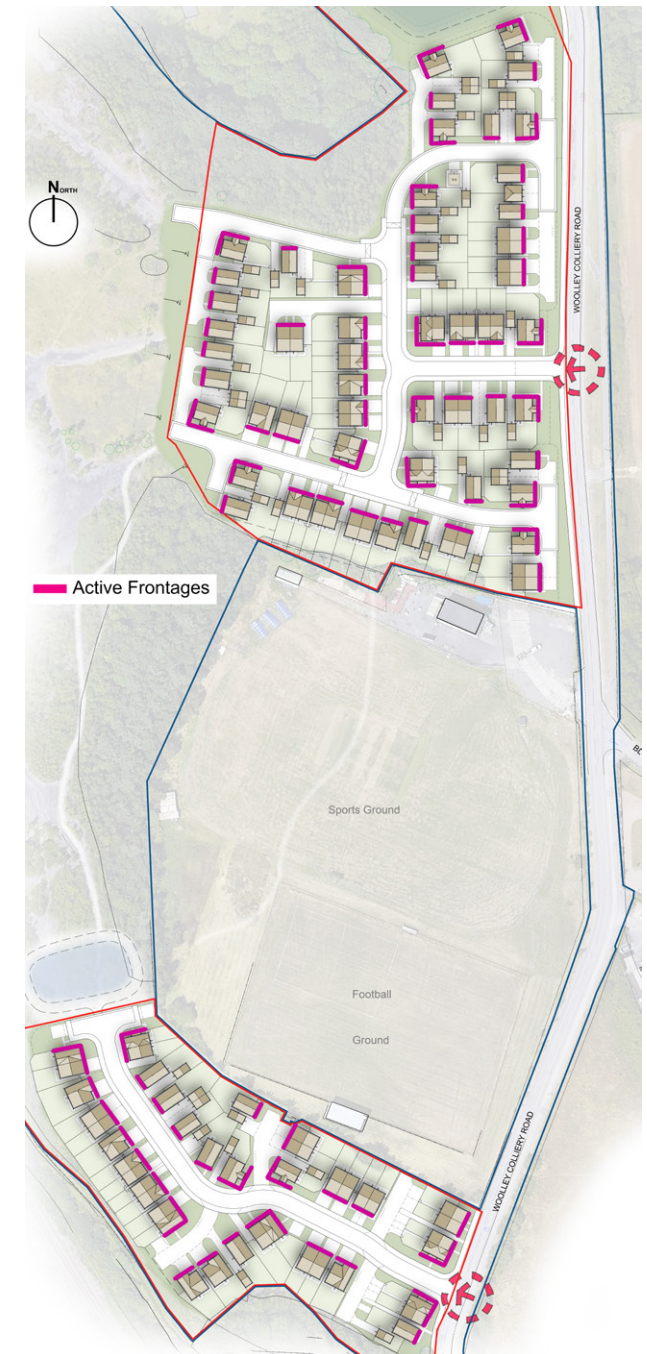 NORTH
WOOLLEY COLLIERY ROAD
Active Frontages
Sports Ground
Football
Ground
WOOLLEY COLLIERY ROAD